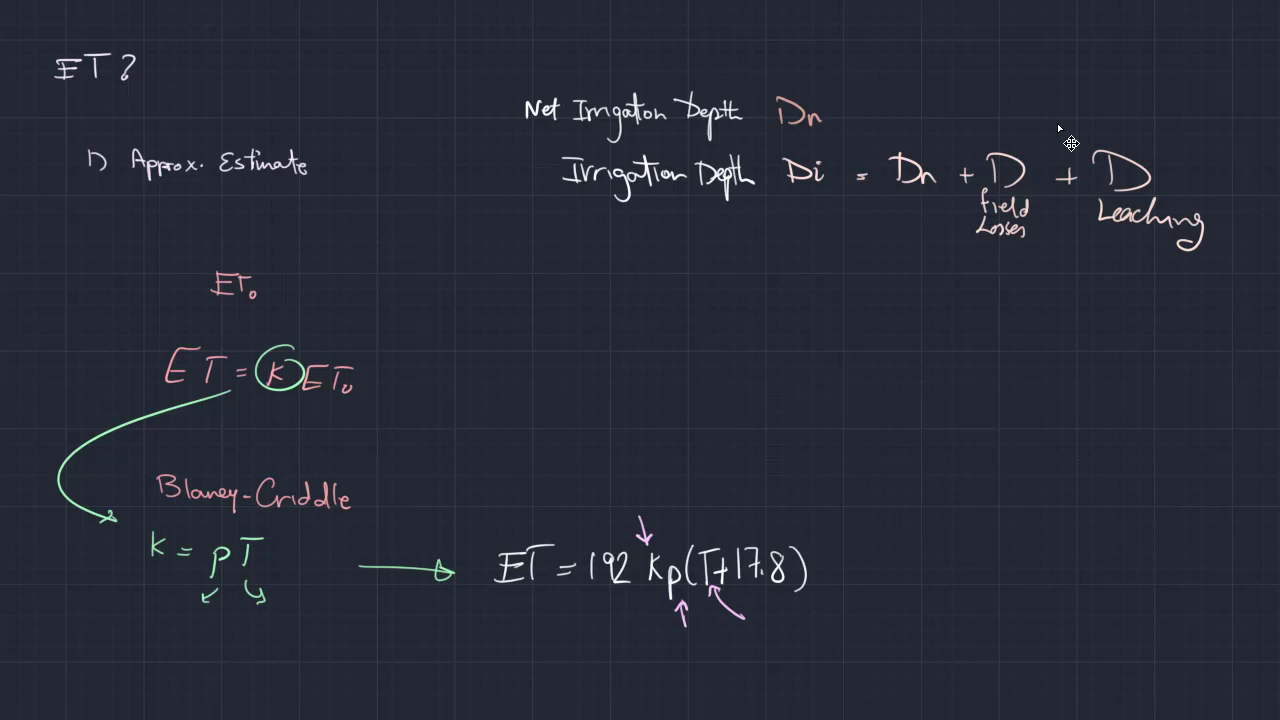 ET?
Net Irrigation Depth Dn
1) Approx. Estimate
Irrigation Depth Di = Dn + D + D
field
Losses
Leaching
ET₀
ET = K ET₀
Blaney-Criddle
K = p T
ET = 192 K p (T+17.8)